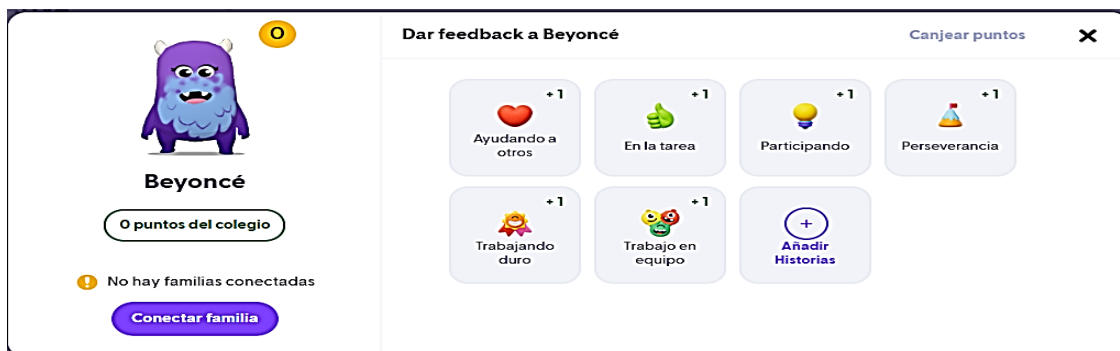 0
Beyoncé
0 puntos del colegio
No hay familias conectadas
Conectar familia
Dar feedback a Beyoncé
Canjear puntos
+1
Ayudando a
otros
+1
En la tarea
+1
Participando
+1
Perseverancia
+1
Trabajando
duro
+1
Trabajo en
equipo
Añadir
Historias